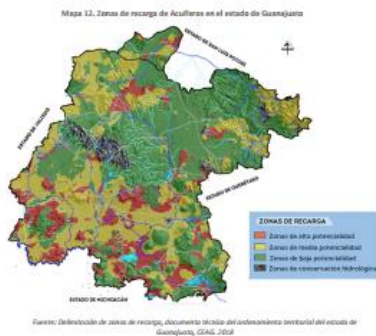 Mapa 12. Zonas de recarga de Acuíferos en el estado de Guanajuato
ESTADO DE SAN LUIS POTOSÍ
ESTADO DE JALISCO
ESTADO DE QUERÉTARO
ZONAS DE RECARGA
Zonas de alta potencialidad
Zonas de media potencialidad
Zonas de baja potencialidad
Zonas de conservación hidrológica
ESTADO DE MICHOACÁN
Fuente: Delimitación de zonas de recarga, documento técnico del ordenamiento territorial del estado de
Guanajuato, CEAG, 2018